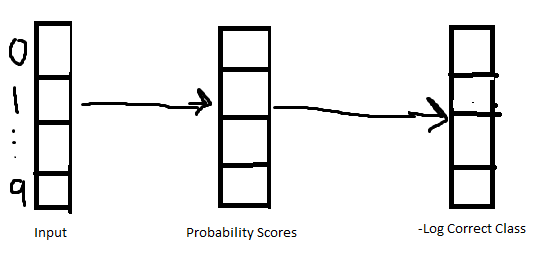 0
1
:
.
9
Input
Probability Scores
-Log Correct Class